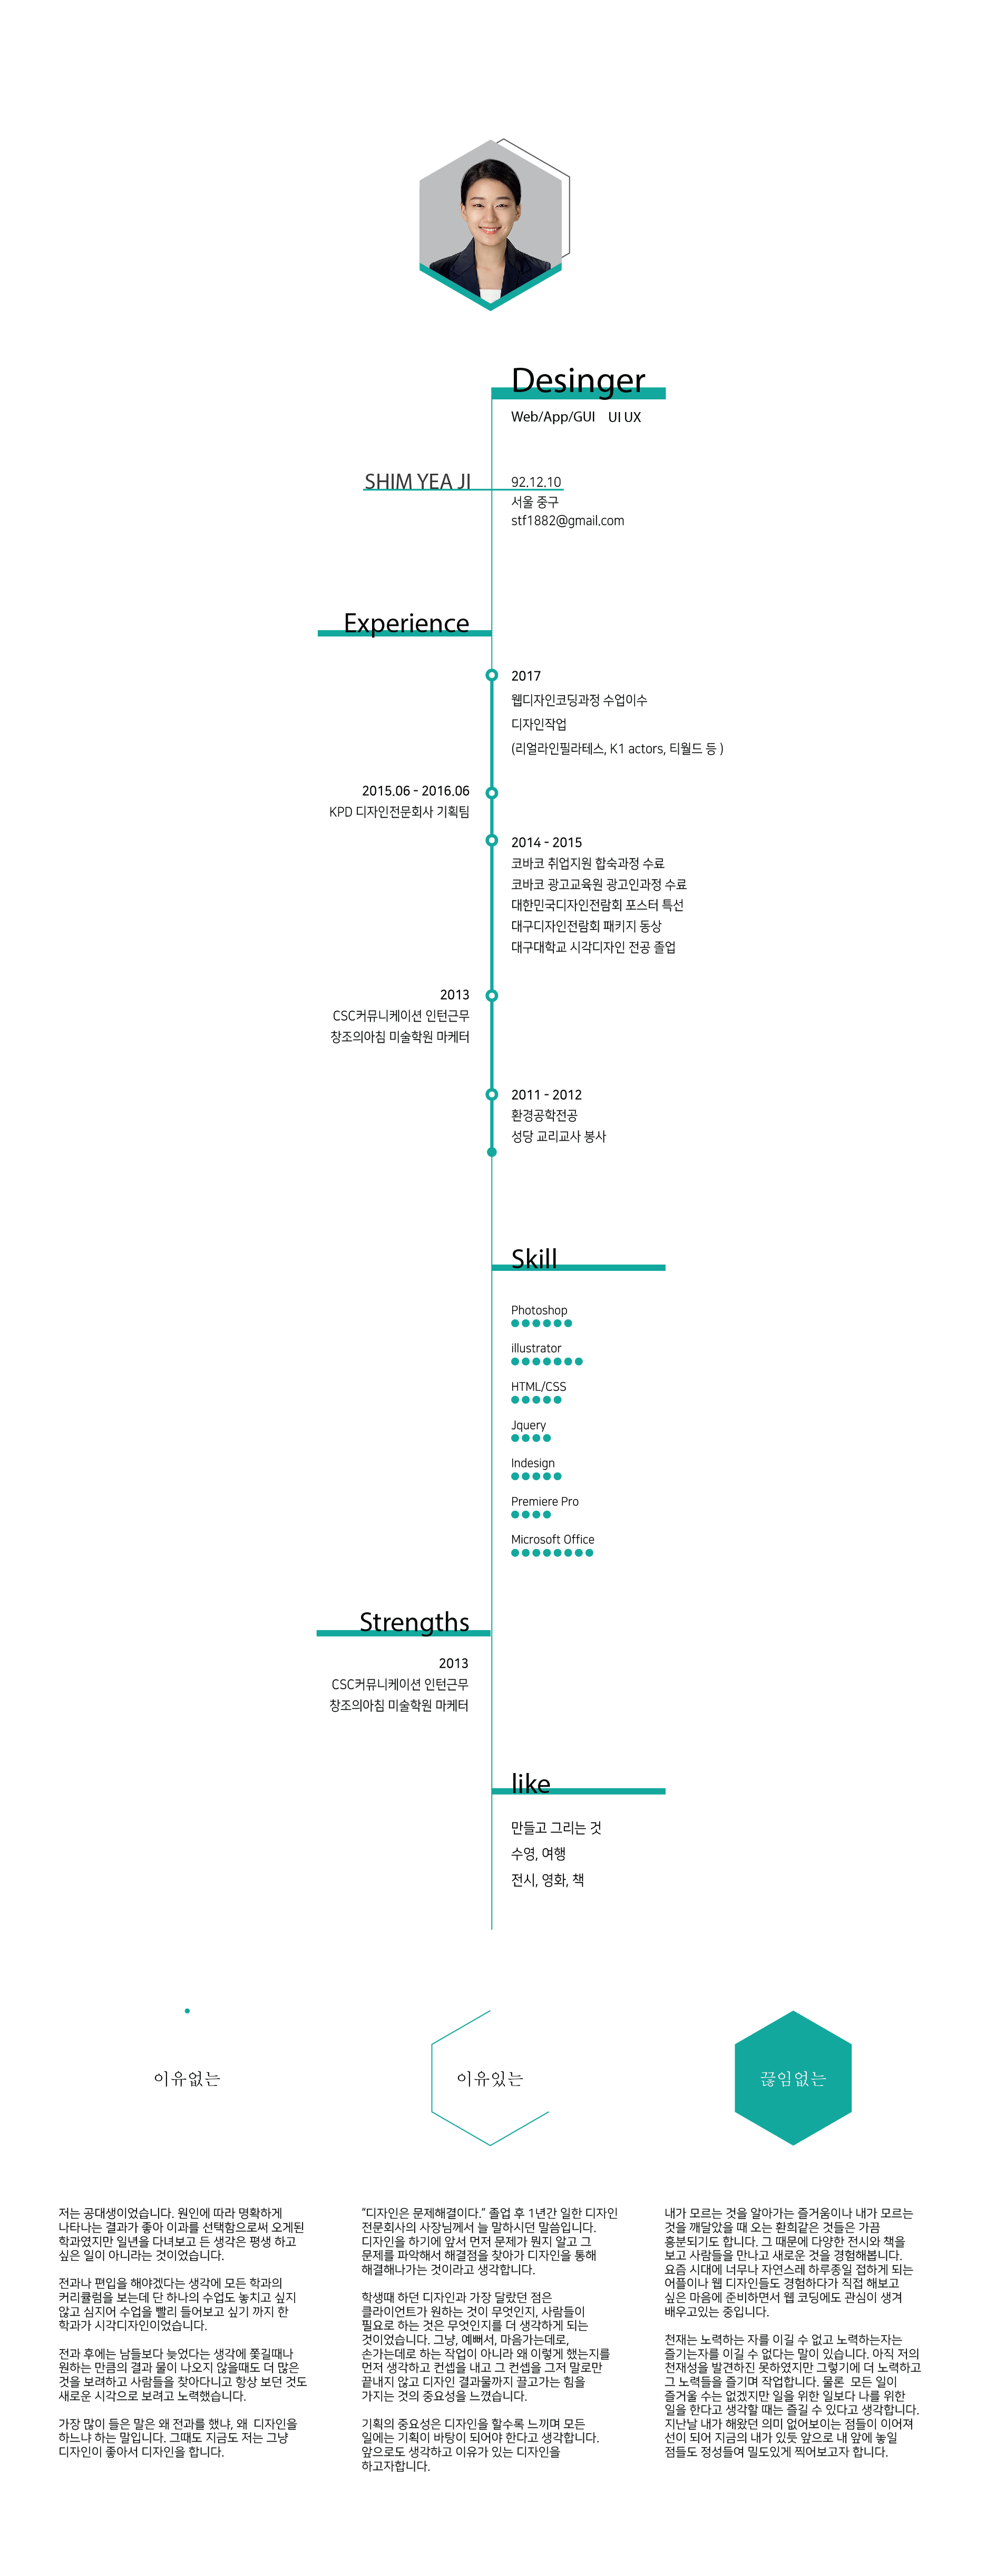 Desinger
Web/App/GUI UI UX
SHIM YEA JI
92.12.10
서울 중구
stf1882@gmail.com
Experience
2017
웹디자인코딩과정 수업이수
디자인작업
(리얼라인필라테스, K1 actors, 티월드 등 )
2015.06 - 2016.06
KPD 디자인전문회사 기획팀
2014 - 2015
코바코 취업지원 합숙과정 수료
코바코 광고교육원 광고인과정 수료
대한민국디자인전람회 포스터 특선
대구디자인전람회 패키지 동상
대구대학교 시각디자인 전공 졸업
2013
CSC커뮤니케이션 인턴근무
창조의아침 미술학원 마케터
2011 - 2012
환경공학전공
성당 교리교사 봉사
Skill
Photoshop
illustrator
HTML/CSS
Jquery
Indesign
Premiere Pro
Microsoft Office
Strengths
2013
CSC커뮤니케이션 인턴근무
창조의아침 미술학원 마케터
like
만들고 그리는 것
수영, 여행
전시, 영화, 책
이유없는
저는 공대생이었습니다. 원인에 따라 명확하게
나타나는 결과가 좋아 이과를 선택함으로써 오게된
학과였지만 일년을 다녀보고 든 생각은 평생 하고
싶은 일이 아니라는 것이었습니다.
전과나 편입을 해야겠다는 생각에 모든 학과의
커리큘럼을 보는데 단 하나의 수업도 놓치고 싶지
않고 심지어 수업을 빨리 들어보고 싶기 까지 한
학과가 시각디자인이었습니다.
전과 후에는 남들보다 늦었다는 생각에 쫓길때나
원하는 만큼의 결과 물이 나오지 않을때도 더 많은
것을 보려하고 사람들을 찾아다니고 항상 보던 것도
새로운 시각으로 보려고 노력했습니다.
가장 많이 들은 말은 왜 전과를 했냐, 왜 디자인을
하느냐 하는 말입니다. 그때도 지금도 저는 그냥
디자인이 좋아서 디자인을 합니다.
이유있는
“디자인은 문제해결이다.” 졸업 후 1년간 일한 디자인
전문회사의 사장님께서 늘 말하시던 말씀입니다.
디자인을 하기에 앞서 먼저 문제가 뭔지 알고 그
문제를 파악해서 해결점을 찾아가 디자인을 통해
해결해나가는 것이라고 생각합니다.
학생때 하던 디자인과 가장 달랐던 점은
클라이언트가 원하는 것이 무엇인지, 사람들이
필요로 하는 것은 무엇인지를 더 생각하게 되는
것이었습니다. 그냥, 예뻐서, 마음가는데로,
손가는데로 하는 작업이 아니라 왜 이렇게 했는지를
먼저 생각하고 컨셉을 내고 그 컨셉을 그저 말로만
끝내지 않고 디자인 결과물까지 끌고가는 힘을
가지는 것의 중요성을 느꼈습니다.
기획의 중요성은 디자인을 할수록 느끼며 모든
일에는 기획이 바탕이 되어야 한다고 생각합니다.
앞으로도 생각하고 이유가 있는 디자인을
하고자합니다.
끊임없는
내가 모르는 것을 알아가는 즐거움이나 내가 모르는
것을 깨달았을 때 오는 환희같은 것들은 가끔
흥분되기도 합니다. 그 때문에 다양한 전시와 책을
보고 사람들을 만나고 새로운 것을 경험해봅니다.
요즘 시대에 너무나 자연스레 하루종일 접하게 되는
어플이나 웹 디자인들도 경험하다가 직접 해보고
싶은 마음에 준비하면서 웹 코딩에도 관심이 생겨
배우고있는 중입니다.
천재는 노력하는 자를 이길 수 없고 노력하는자는
즐기는자를 이길 수 없다는 말이 있습니다. 아직 저의
천재성을 발견하진 못하였지만 그렇기에 더 노력하고
그 노력들을 즐기며 작업합니다. 물론 모든 일이
즐거울 수는 없겠지만 일을 위한 일보다 나를 위한
일을 한다고 생각할 때는 즐길 수 있다고 생각합니다.
지난날 내가 해왔던 의미 없어보이는 점들이 이어져
선이 되어 지금의 내가 있듯 앞으로 내 앞에 놓일
점들도 정성들여 밀도있게 찍어보고자 합니다.